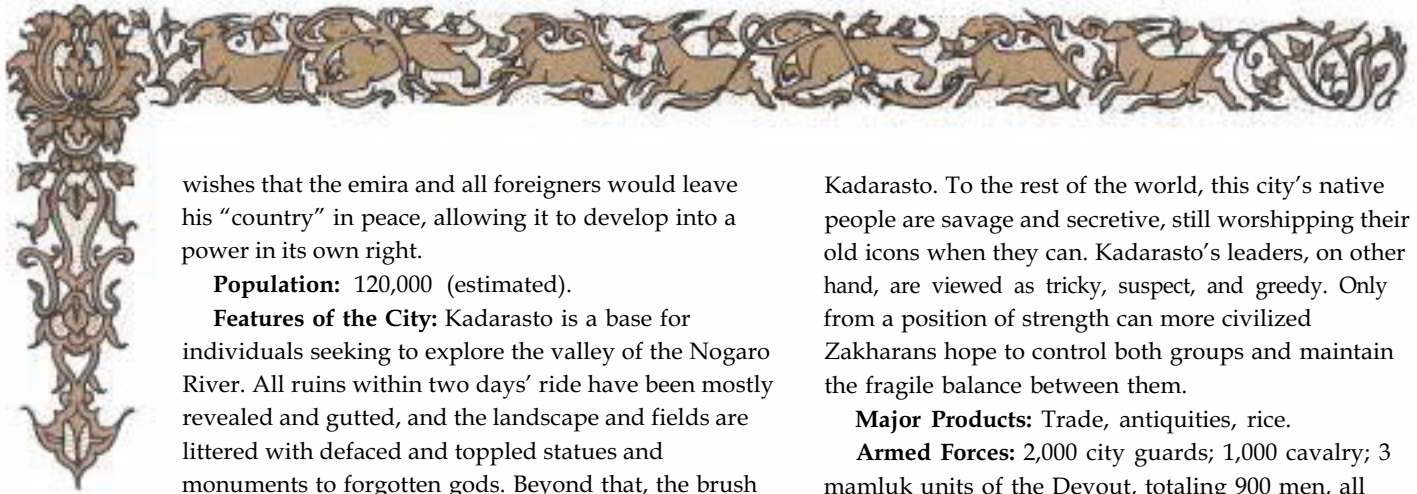 wishes that the emira and all foreigners would leave
his “country” in peace, allowing it to develop into a
power in its own right.
Population: 120,000 (estimated).
Features of the City: Kadarasto is a base for
individuals seeking to explore the valley of the Nogaro
River. All ruins within two days’ ride have been mostly
revealed and gutted, and the landscape and fields are
littered with defaced and toppled statues and
monuments to forgotten gods. Beyond that, the brush
Kadarasto. To the rest of the world, this city’s native
people are savage and secretive, still worshipping their
old icons when they can. Kadarasto’s leaders, on other
hand, are viewed as tricky, suspect, and greedy. Only
from a position of strength can more civilized
Zakharans hope to control both groups and maintain
the fragile balance between them.
Major Products: Trade, antiquities, rice.
Armed Forces: 2,000 city guards; 1,000 cavalry; 3
mamluk units of the Devout, totaling 900 men, all